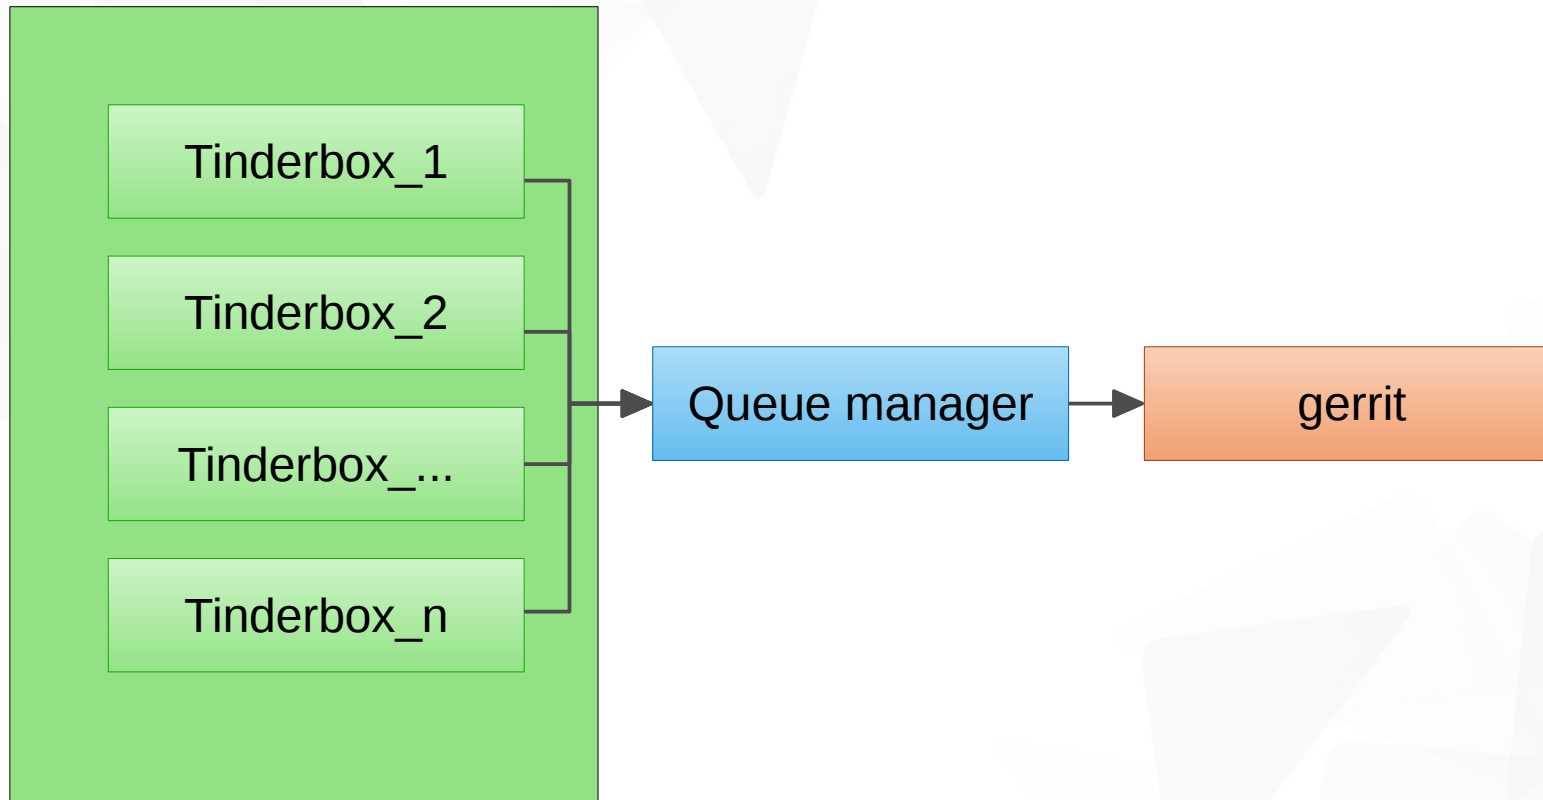 Tinderbox_1
Tinderbox_2
Tinderbox_...
Tinderbox_n
Queue manager
gerrit